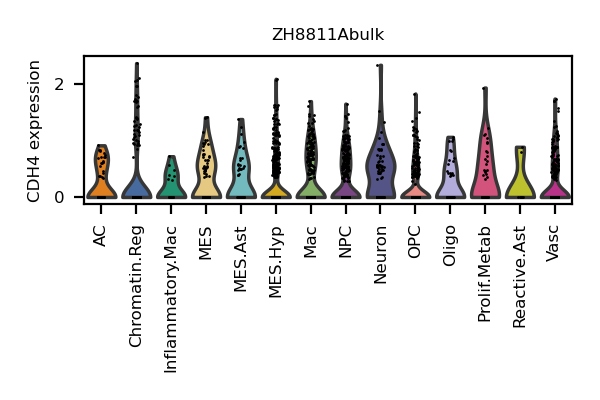 ZH8811Abulk
CDH4 expression
2
0
AC
Chromatin.Reg
Inflammatory.Mac
MES
MES.Ast
MES.Hyp
Mac
NPC
Neuron
OPC
Oligo
Prolif.Metab
Reactive.Ast
Vasc